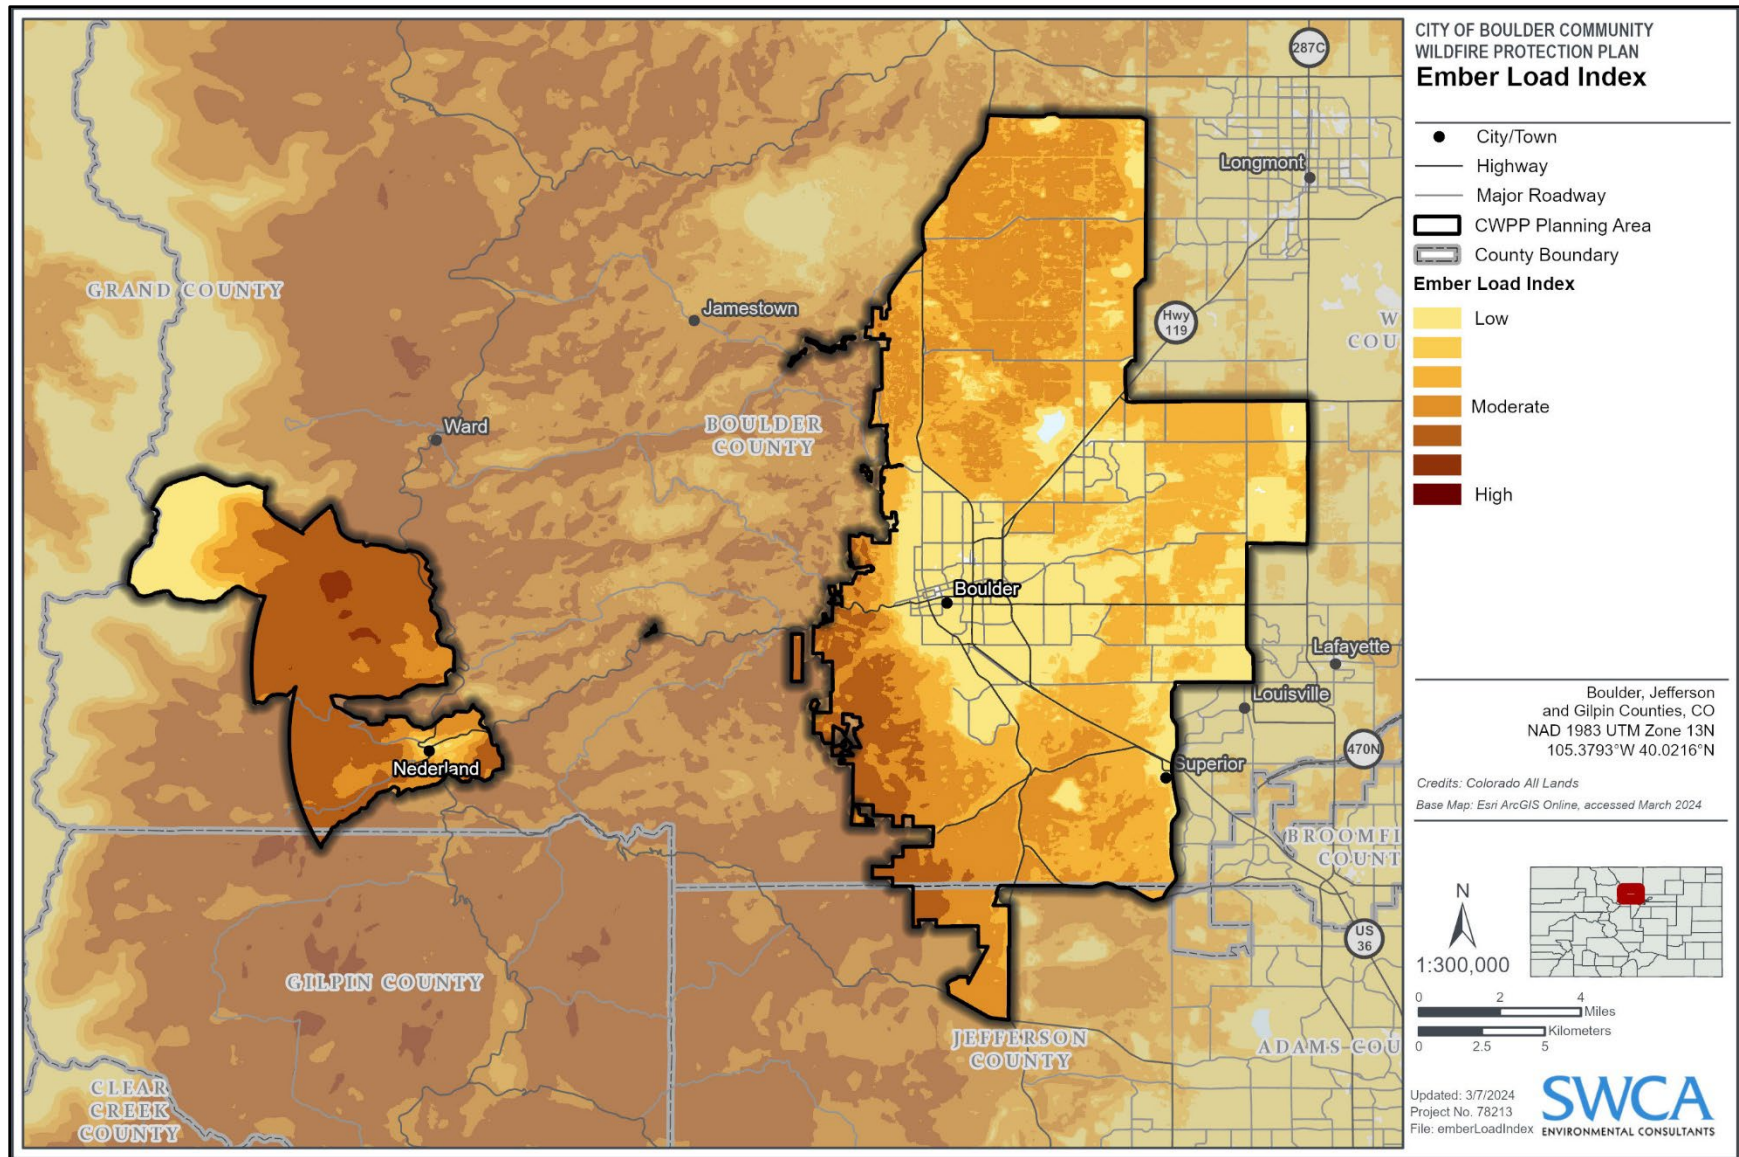 CITY OF BOULDER COMMUNITY
WILDFIRE PROTECTION PLAN
Ember Load Index
City/Town
Highway
Major Roadway
CWPP Planning Area
County Boundary
Ember Load Index
Low
Moderate
High
Boulder, Jefferson
and Gilpin Counties, CO
NAD 1983 UTM Zone 13N
105.3793°W 40.0216°N
Credits: Colorado All Lands
Base Map: Esri ArcGIS Online, accessed March 2024
N
1:300,000
0 2 4
Miles
Kilometers
0 2.5 5
Updated: 3/7/2024
Project No. 78213
File: emberLoadIndex
SWCA
ENVIRONMENTAL CONSULTANTS
287C
Longmont
GRAND COUNTY
Jamestown
Hwy
119
W
COU
Ward
BOULDER
COUNTY
Boulder
Lafayette
Louisville
470N
Nederland
Superior
BROOMFI
COUNT
US
36
GILPIN COUNTY
JEFFERSON
COUNTY
ADAMS COU
CLEAR
CREEK
COUNTY